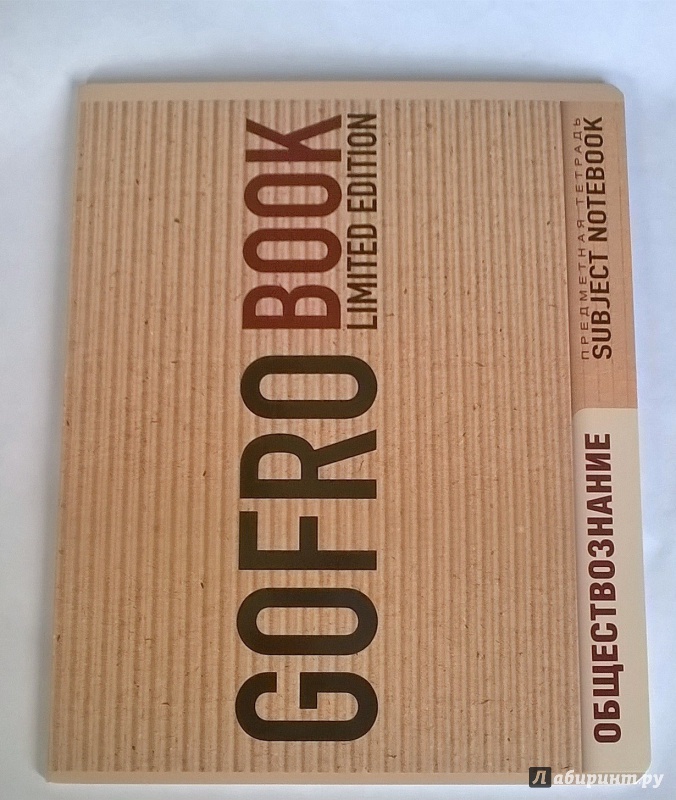 GOFRO BOOK
LIMITED EDITION
ПРЕДМЕТНАЯ ТЕТРАДЬ
SUBJECT NOTEBOOK
ОБЩЕСТВОЗНАНИЕ
Лабиринт.ру